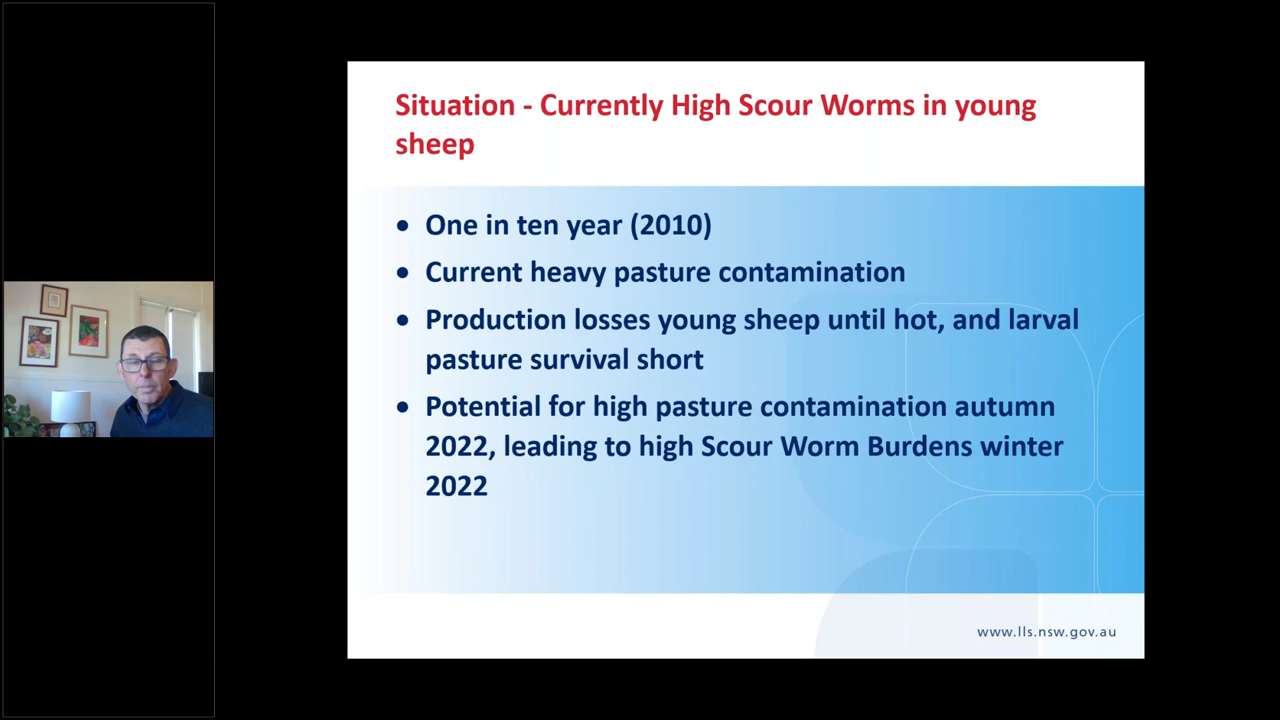 Situation - Currently High Scour Worms in young
sheep
• One in ten year (2010)
• Current heavy pasture contamination
• Production losses young sheep until hot, and larval
pasture survival short
• Potential for high pasture contamination autumn
2022, leading to high Scour Worm Burdens winter
2022
www.lls.nsw.gov.au